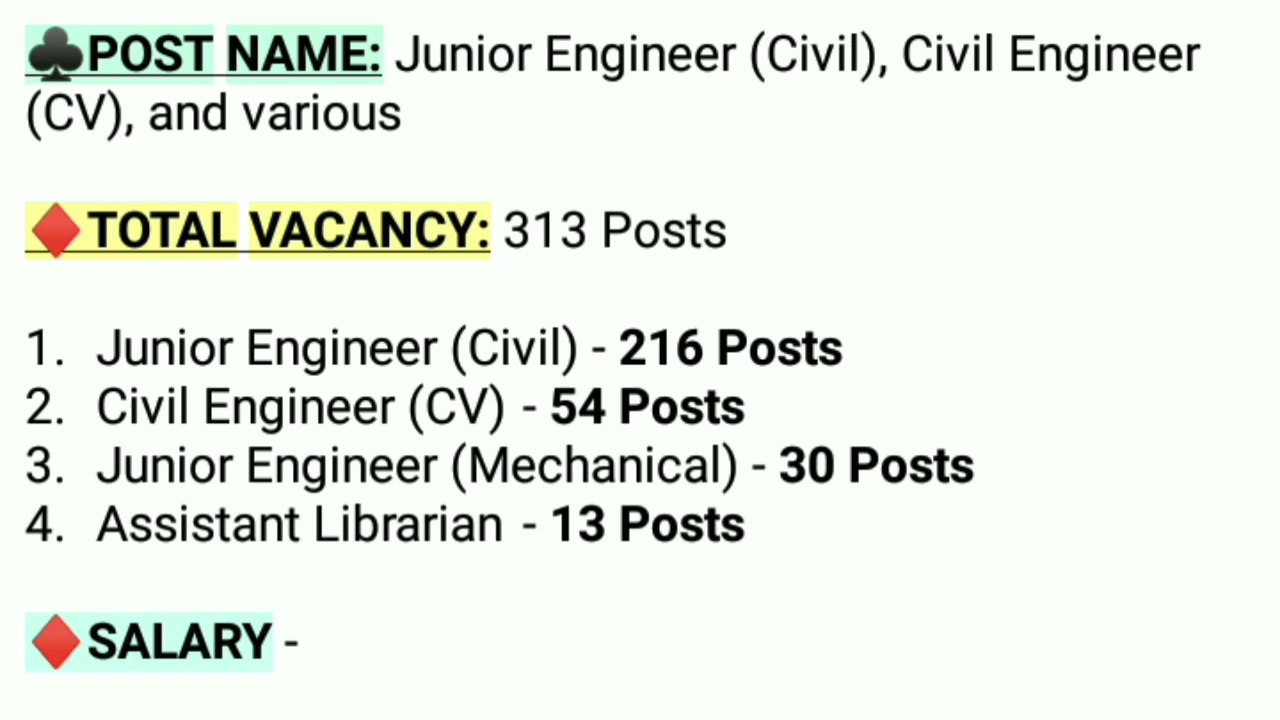 ♣POST NAME: Junior Engineer (Civil), Civil Engineer
(CV), and various
♦TOTAL VACANCY: 313 Posts
1. Junior Engineer (Civil) - 216 Posts
2. Civil Engineer (CV) - 54 Posts
3. Junior Engineer (Mechanical) - 30 Posts
4. Assistant Librarian - 13 Posts
♦SALARY -